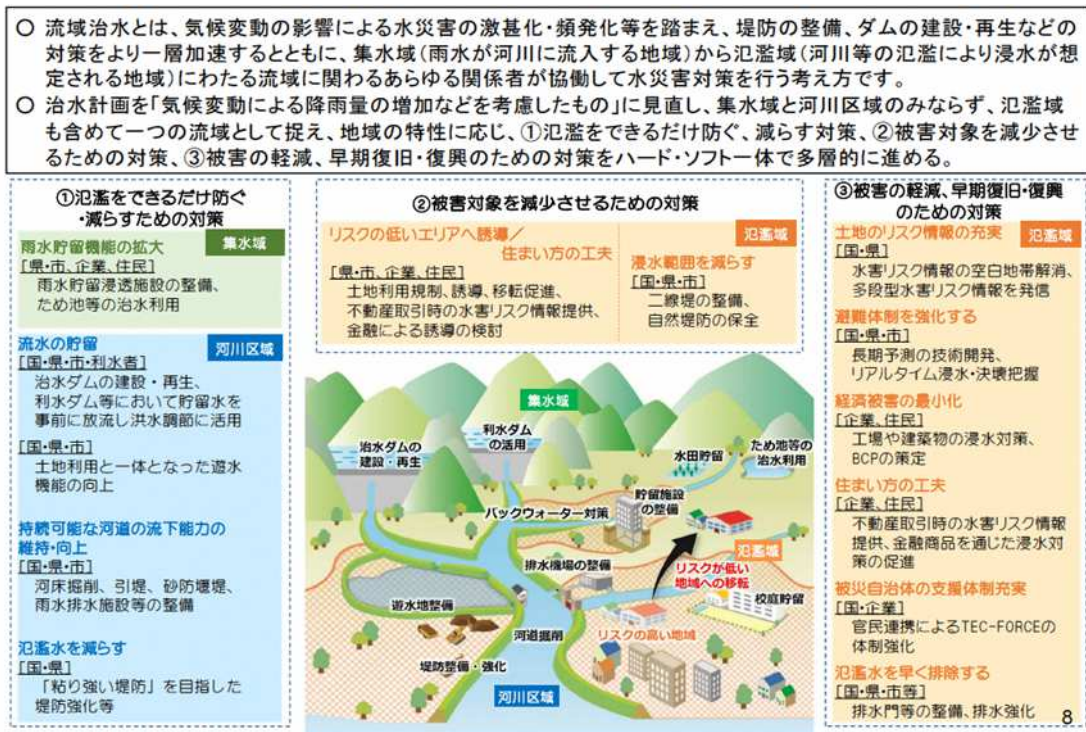 ○ 流域治水とは、気候変動の影響による水災害の激甚化・頻発化等を踏まえ、堤防の整備、ダムの建設・再生などの
対策をより一層加速するとともに、集水域(雨水が河川に流入する地域)から氾濫域(河川等の氾濫により浸水が想
定される地域)にわたる流域に関わるあらゆる関係者が協働して水災害対策を行う考え方です。
○ 治水計画を「気候変動による降雨量の増加などを考慮したもの」に見直し、集水域と河川区域のみならず、氾濫域
も含めて一つの流域として捉え、地域の特性に応じ、①氾濫をできるだけ防ぐ、減らす対策、②被害対象を減少させ
るための対策、③被害の軽減、早期復旧・復興のための対策をハード・ソフト一体で多層的に進める。
①氾濫をできるだけ防ぐ
・減らすための対策
雨水貯留機能の拡大
集水域
[県・市、企業、住民]
雨水貯留浸透施設の整備、
ため池等の治水利用
流水の貯留
河川区域
[国・県・市・利水者]
治水ダムの建設・再生、
利水ダム等において貯留水を
事前に放流し洪水調節に活用
[国・県・市]
土地利用と一体となった遊水
機能の向上
持続可能な河道の流下能力の
維持・向上
[国・県・市]
河床掘削、引堤、砂防堰堤、
雨水排水施設等の整備
氾濫水を減らす
[国・県]
「粘り強い堤防」を目指した
堤防強化等
②被害対象を減少させるための対策
リスクの低いエリアへ誘導／
住まい方の工夫
[県・市、企業、住民]
土地利用規制、誘導、移転促進、
不動産取引時の水害リスク情報提供、
金融による誘導の検討
氾濫域
浸水範囲を減らす
[国・県・市]
二線堤の整備、
自然堤防の保全
集水域
治水ダムの
建設・再生
利水ダム
の活用
水田貯留
ため池等の
治水利用
バックウォーター対策
貯留施設
の整備
氾濫域
排水機場の整備
リスクが低い
地域への移転
遊水地整備
校庭貯留
河道掘削
リスクの高い地域
堤防整備・強化
河川区域
③被害の軽減、早期復旧・復興
のための対策
土地のリスク情報の充実
氾濫域
[国・県]
水害リスク情報の空白地帯解消、
多段型水害リスク情報を発信
避難体制を強化する
[国・県・市]
長期予測の技術開発、
リアルタイム浸水・決壊把握
経済被害の最小化
[企業、住民]
工場や建築物の浸水対策、
BCPの策定
住まい方の工夫
[企業、住民]
不動産取引時の水害リスク情報
提供、金融商品を通じた浸水対
策の促進
被災自治体の支援体制充実
[国・企業]
官民連携によるTEC-FORCEの
体制強化
氾濫水を早く排除する
[国・県・市等]
排水門等の整備、排水強化
8